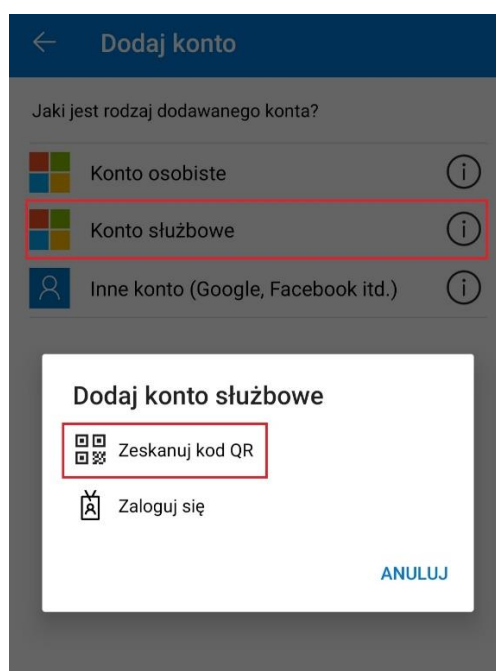 Dodaj konto
Jaki jest rodzaj dodawanego konta?
Konto osobiste
Konto służbowe
Inne konto (Google, Facebook itd.)
Dodaj konto służbowe
Zeskanuj kod QR
Zaloguj się
ANULUJ